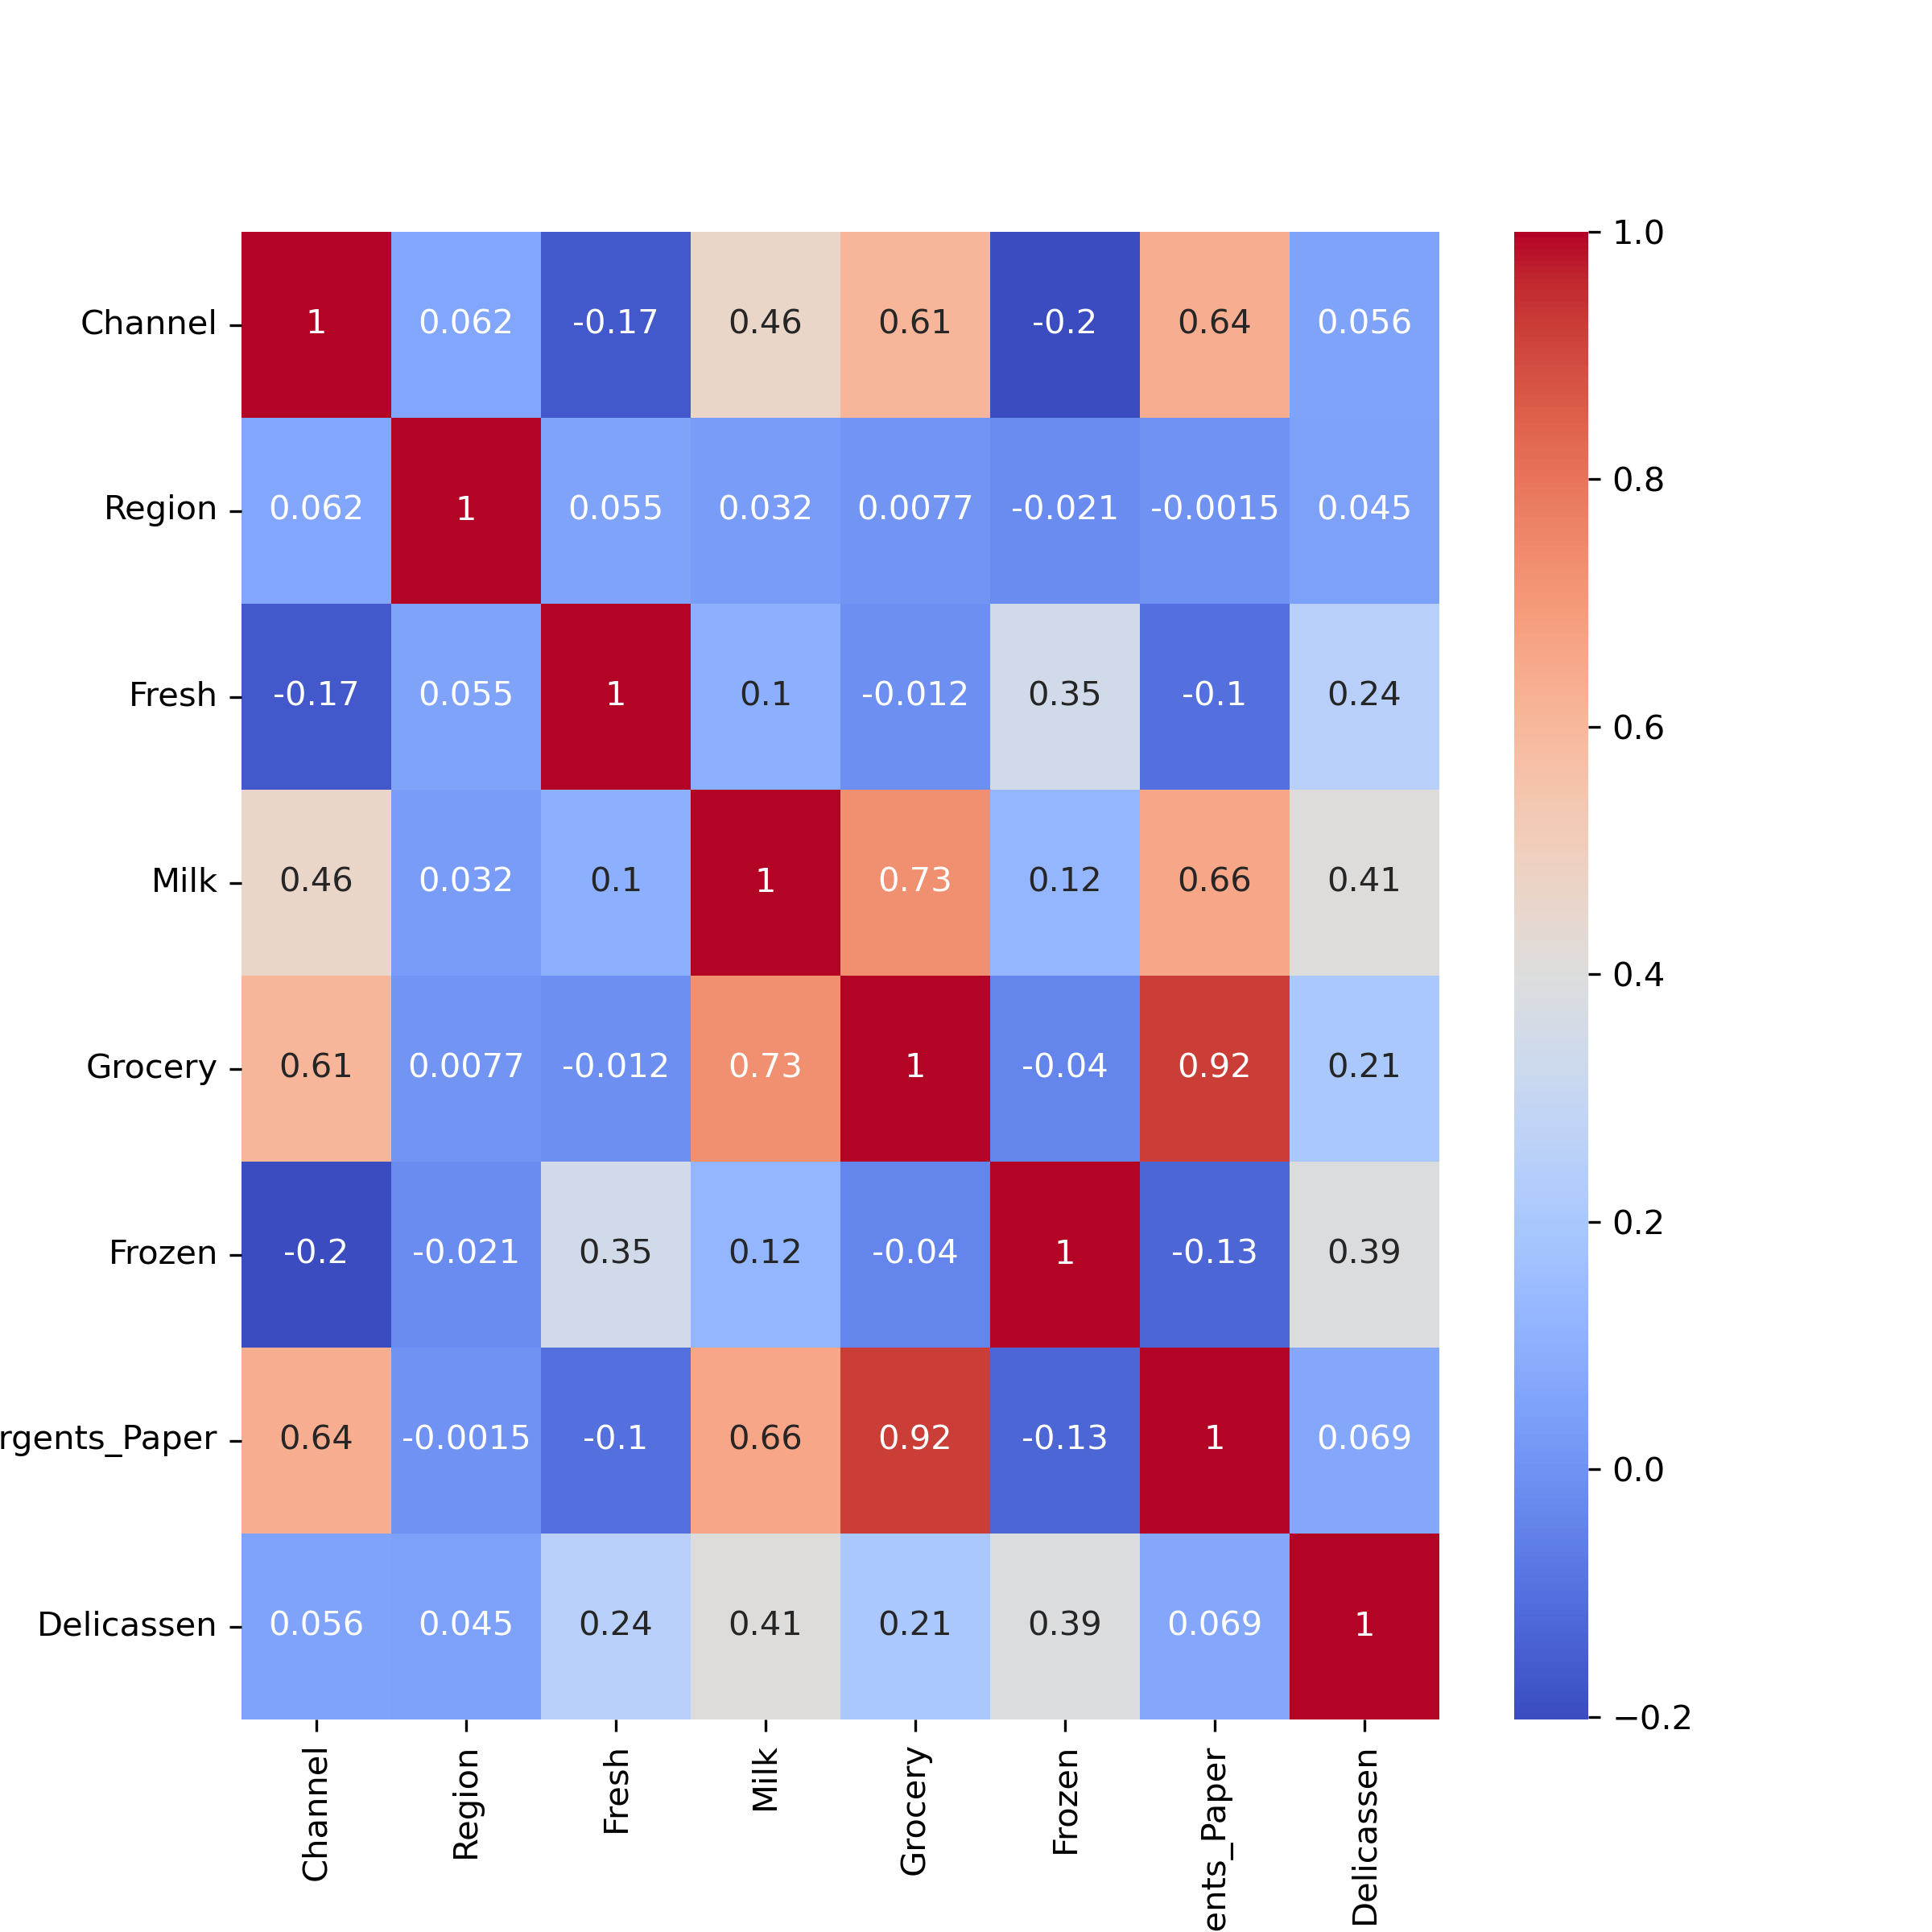 Channel 1 0.062 -0.17 0.46 0.61 -0.2 0.64 0.056
Region 0.062 1 0.055 0.032 0.0077 -0.021 -0.0015 0.045
Fresh -0.17 0.055 1 0.1 -0.012 0.35 -0.1 0.24
Milk 0.46 0.032 0.1 1 0.73 0.12 0.66 0.41
Grocery 0.61 0.0077 -0.012 0.73 1 -0.04 0.92 0.21
Frozen -0.2 -0.021 0.35 0.12 -0.04 1 -0.13 0.39
rgents_Paper 0.64 -0.0015 -0.1 0.66 0.92 -0.13 1 0.069
Delicassen 0.056 0.045 0.24 0.41 0.21 0.39 0.069 1
Channel
Region
Fresh
Milk
Grocery
Frozen
ents_Paper
Delicassen
1.0
0.8
0.6
0.4
0.2
0.0
−0.2